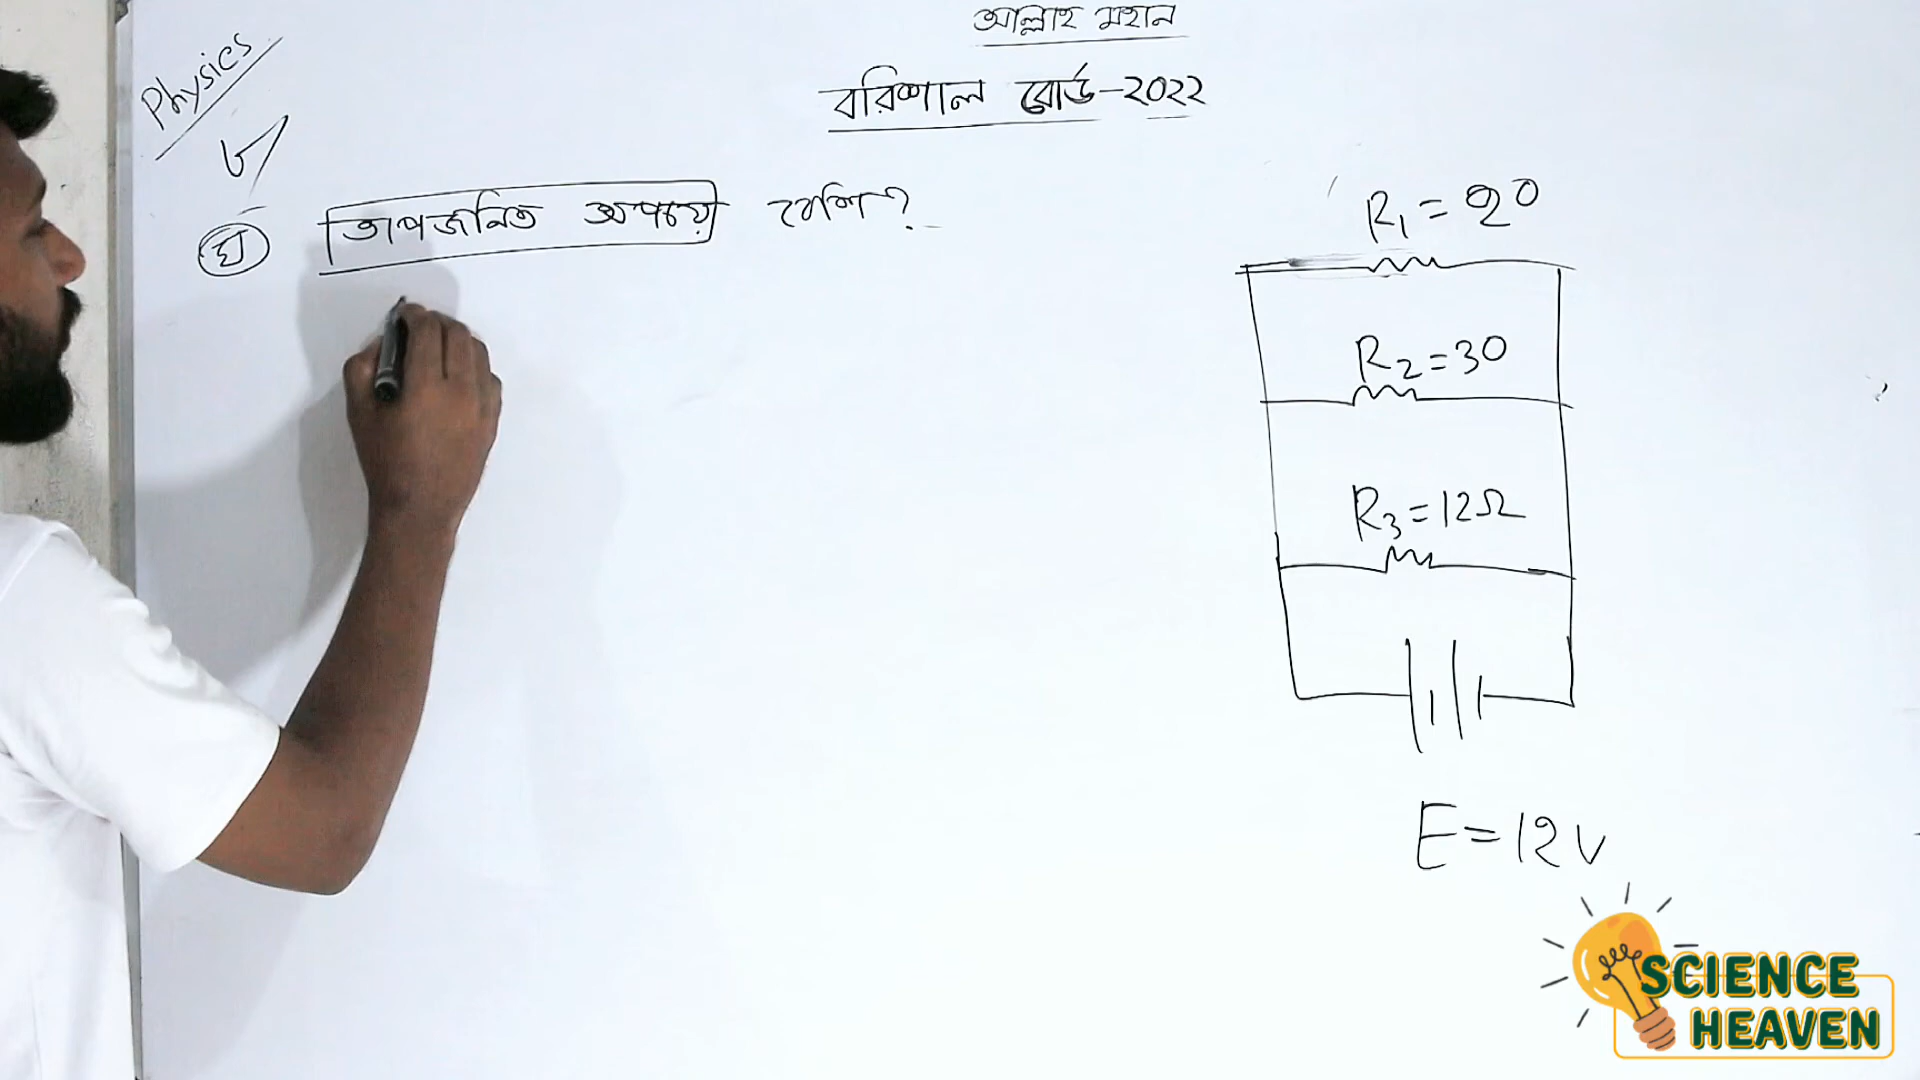 আল্লাহ মহান
Physics
বরিশাল বোর্ড-২০২২
৮/
ঘ তাপজনিত অপচয় বেশি?
R₁ = 20
R₂ = 30
R₃ = 12Ω
E = 12V
SCIENCE
HEAVEN